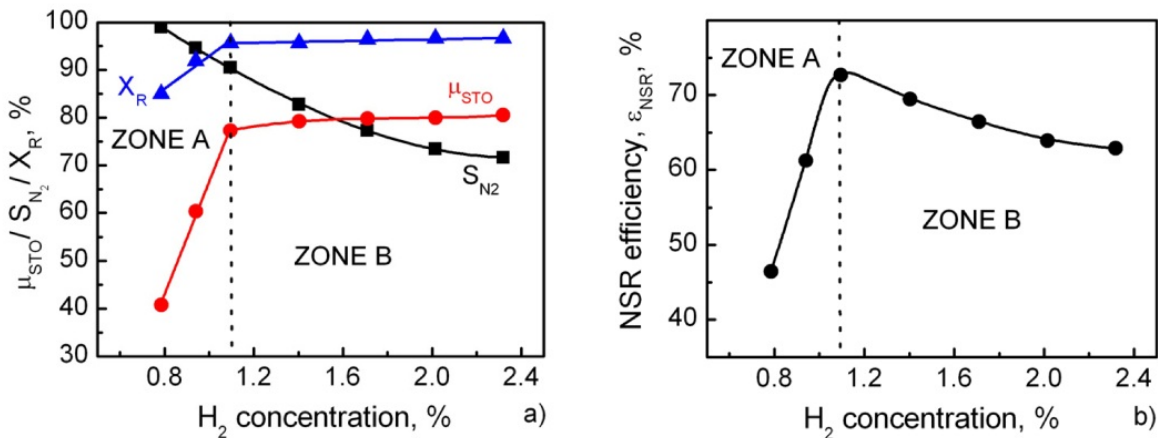 μSTO/ SN2/ XR, %
100
90
80
70
60
50
40
30
XR
ZONE A
μSTO
SN2
ZONE B
0.8 1.2 1.6 2.0 2.4
H2 concentration, %
a)
NSR efficiency, εNSR, %
70
60
50
40
ZONE A
ZONE B
0.8 1.2 1.6 2.0 2.4
H2 concentration, %
b)